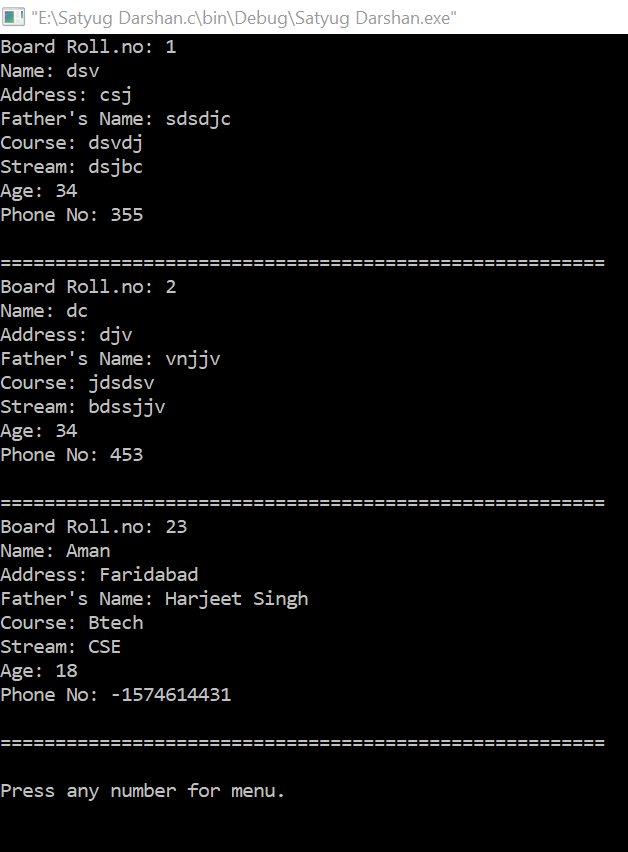 "E:\Satyug Darshan.c\bin\Debug\Satyug Darshan.exe"
Board Roll.no: 1
Name: dsv
Address: csj
Father's Name: sdsdjc
Course: dsvdj
Stream: dsjbc
Age: 34
Phone No: 355
=======================================================
Board Roll.no: 2
Name: dc
Address: djv
Father's Name: vnjjv
Course: jdsdsv
Stream: bdssjjv
Age: 34
Phone No: 453
=======================================================
Board Roll.no: 23
Name: Aman
Address: Faridabad
Father's Name: Harjeet Singh
Course: Btech
Stream: CSE
Age: 18
Phone No: -1574614431
=======================================================
Press any number for menu.